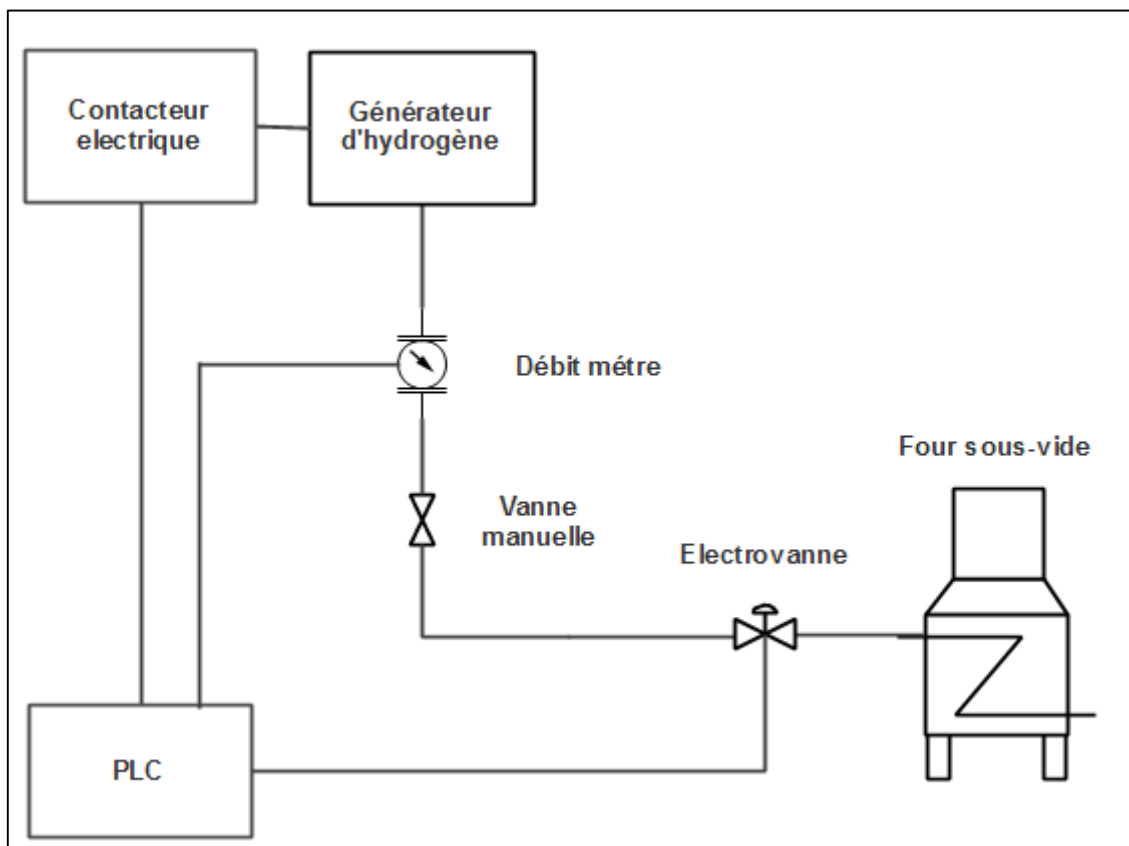 Contacteur
electrique
Générateur
d'hydrogène
Débit métre
Four sous-vide
Vanne
manuelle
Electrovanne
PLC